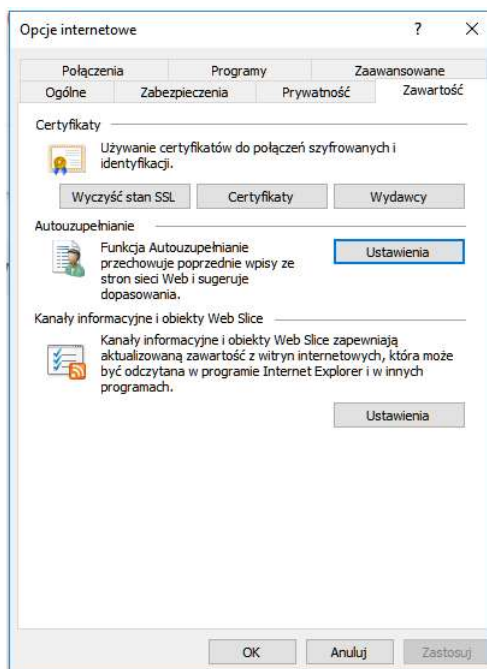 Opcje internetowe
?
Połączenia Programy Zaawansowane
Ogólne Zabezpieczenia Prywatność Zawartość
Certyfikaty
Używanie certyfikatów do połączeń szyfrowanych i
identyfikacji.
Wyczyść stan SSL Certyfikaty Wydawcy
Autouzupełnianie
Funkcja Autouzupełnianie
przechowuje poprzednie wpisy ze
stron sieci Web i sugeruje
dopasowania.
Ustawienia
Kanały informacyjne i obiekty Web Slice
Kanały informacyjne i obiekty Web Slice zapewniają
aktualizowaną zawartość z witryn internetowych, która może
być odczytana w programie Internet Explorer i w innych
programach.
Ustawienia
OK Anuluj Zastosuj